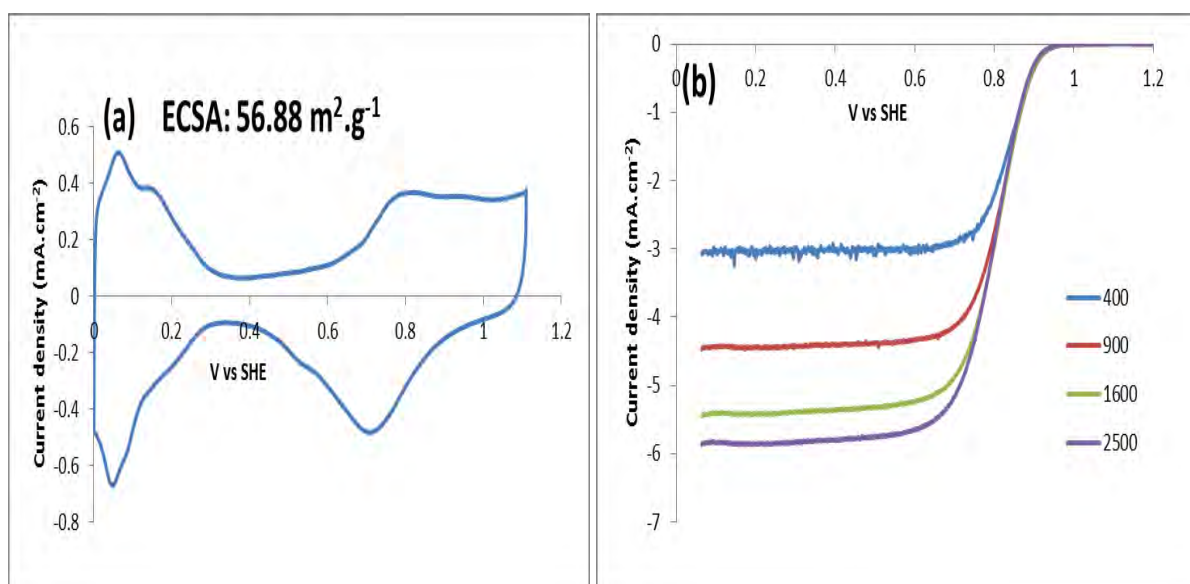 (a) ECSA: 56.88 m².g⁻¹
Current density (mA.cm⁻²)
0.6
0.4
0.2
0
-0.2
-0.4
-0.6
-0.8
0 0.2 0.4 0.6 0.8 1 1.2
V vs SHE
(b)
Current density (mA.cm⁻²)
0
-1
-2
-3
-4
-5
-6
-7
0 0.2 0.4 0.6 0.8 1 1.2
V vs SHE
400
900
1600
2500